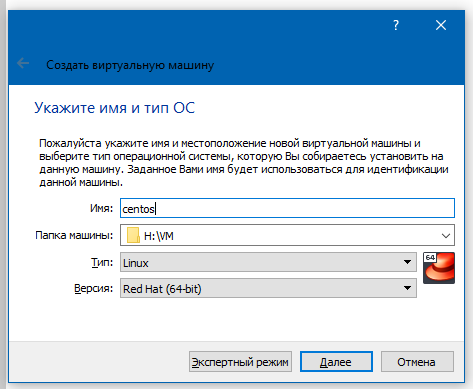 ?
Создать виртуальную машину
Укажите имя и тип ОС
Пожалуйста укажите имя и местоположение новой виртуальной машины и
выберите тип операционной системы, которую Вы собираетесь установить на
данную машину. Заданное Вами имя будет использоваться для идентификации
данной машины.
Имя: centos
Папка машины: H:\VM
Тип: Linux
64
Версия: Red Hat (64-bit)
Экспертный режим Далее Отмена